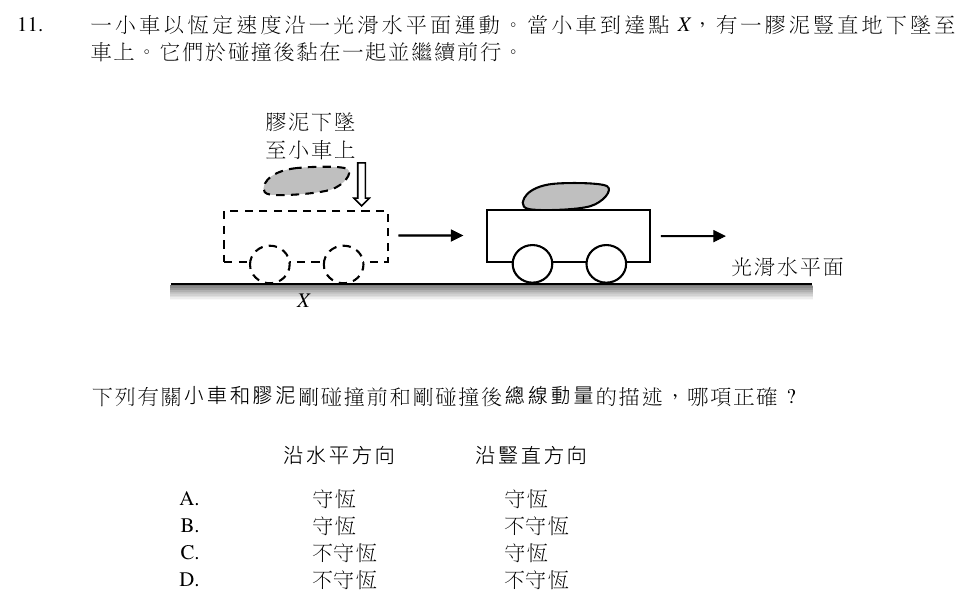 11. 一小車以恆定速度沿一光滑水平面運動。當小車到達點 X，有一膠泥豎直地下墜至
車上。它們於碰撞後黏在一起並繼續前行。
膠泥下墜
至小車上
光滑水平面
X
下列有關小車和膠泥剛碰撞前和剛碰撞後總線動量的描述，哪項正確？
沿水平方向 沿豎直方向
A. 守恆 守恆
B. 守恆 不守恆
C. 不守恆 守恆
D. 不守恆 不守恆